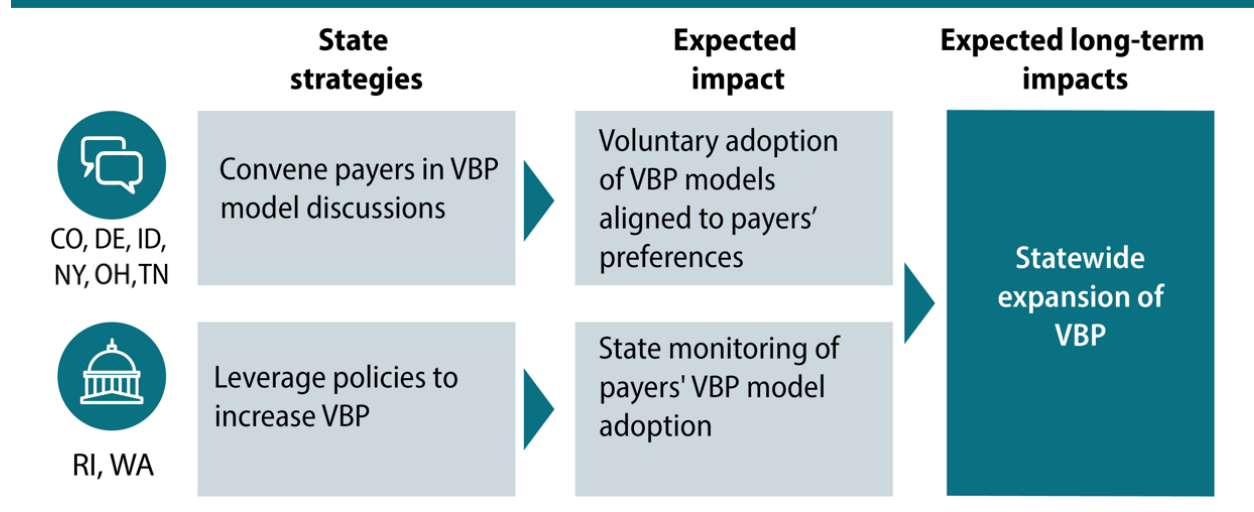 State
strategies
Expected
impact
Expected long-term
impacts
CO, DE, ID,
NY, OH,TN
Convene payers in VBP
model discussions
Voluntary adoption
of VBP models
aligned to payers’
preferences
RI, WA
Leverage policies to
increase VBP
State monitoring of
payers' VBP model
adoption
Statewide
expansion of
VBP